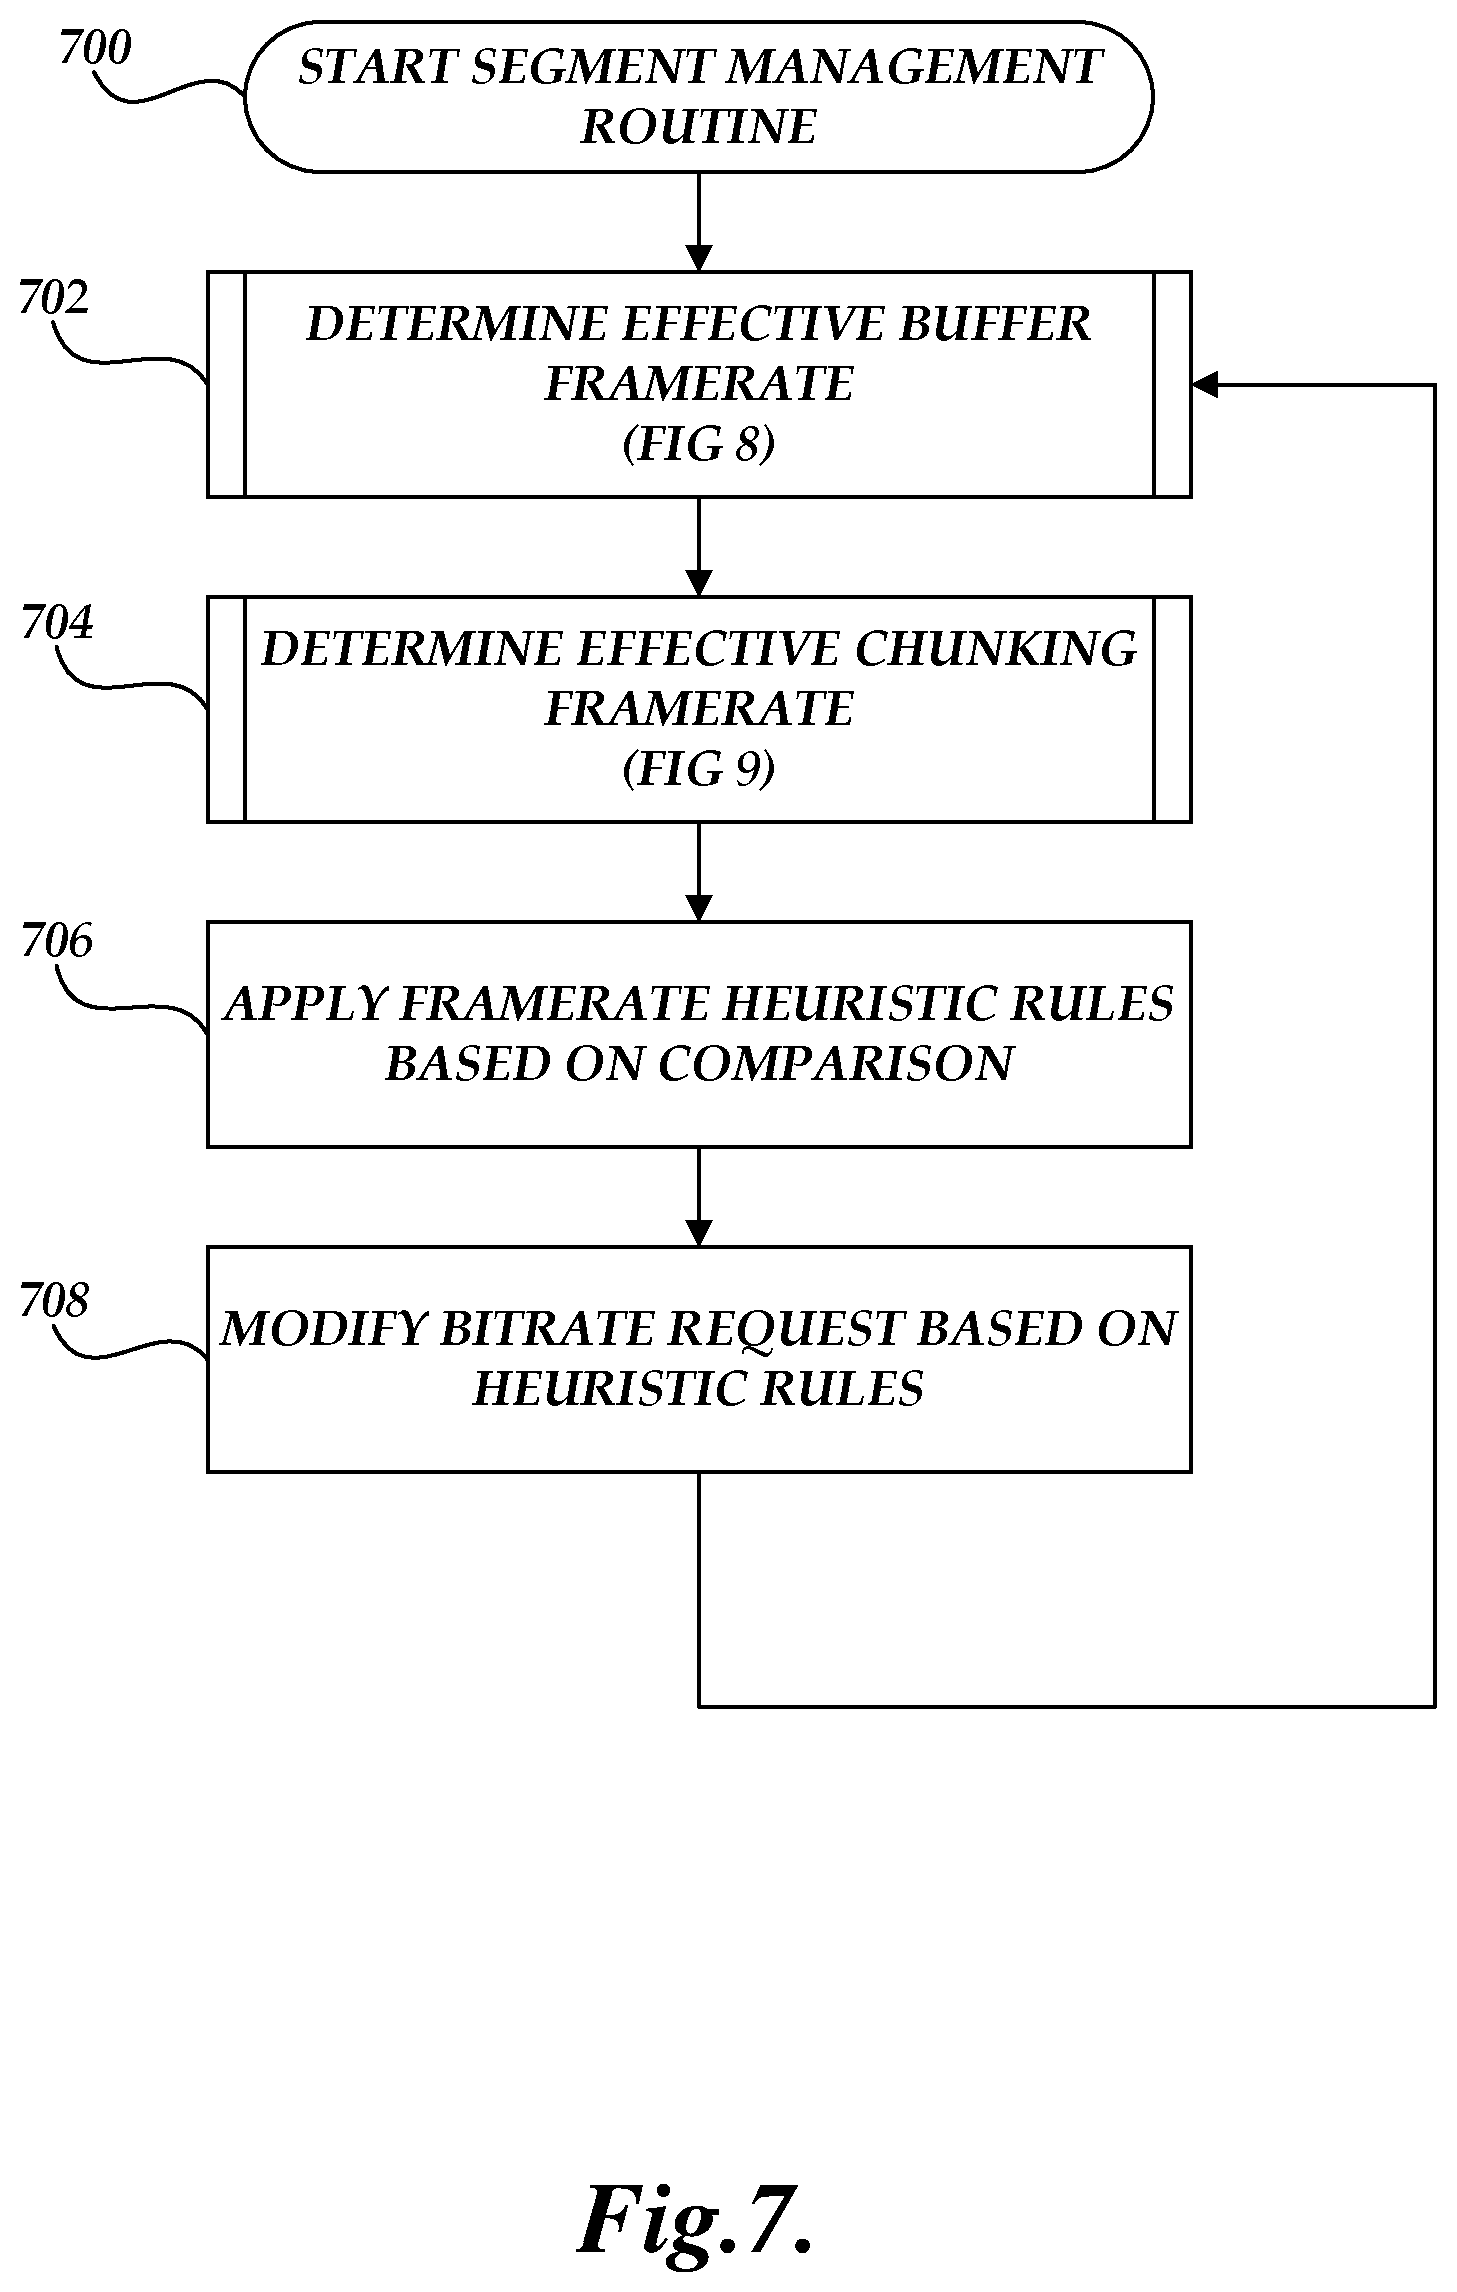 700
START SEGMENT MANAGEMENT
ROUTINE
702
DETERMINE EFFECTIVE BUFFER
FRAMERATE
(FIG 8)
704
DETERMINE EFFECTIVE CHUNKING
FRAMERATE
(FIG 9)
706
APPLY FRAMERATE HEURISTIC RULES
BASED ON COMPARISON
708
MODIFY BITRATE REQUEST BASED ON
HEURISTIC RULES
Fig.7.